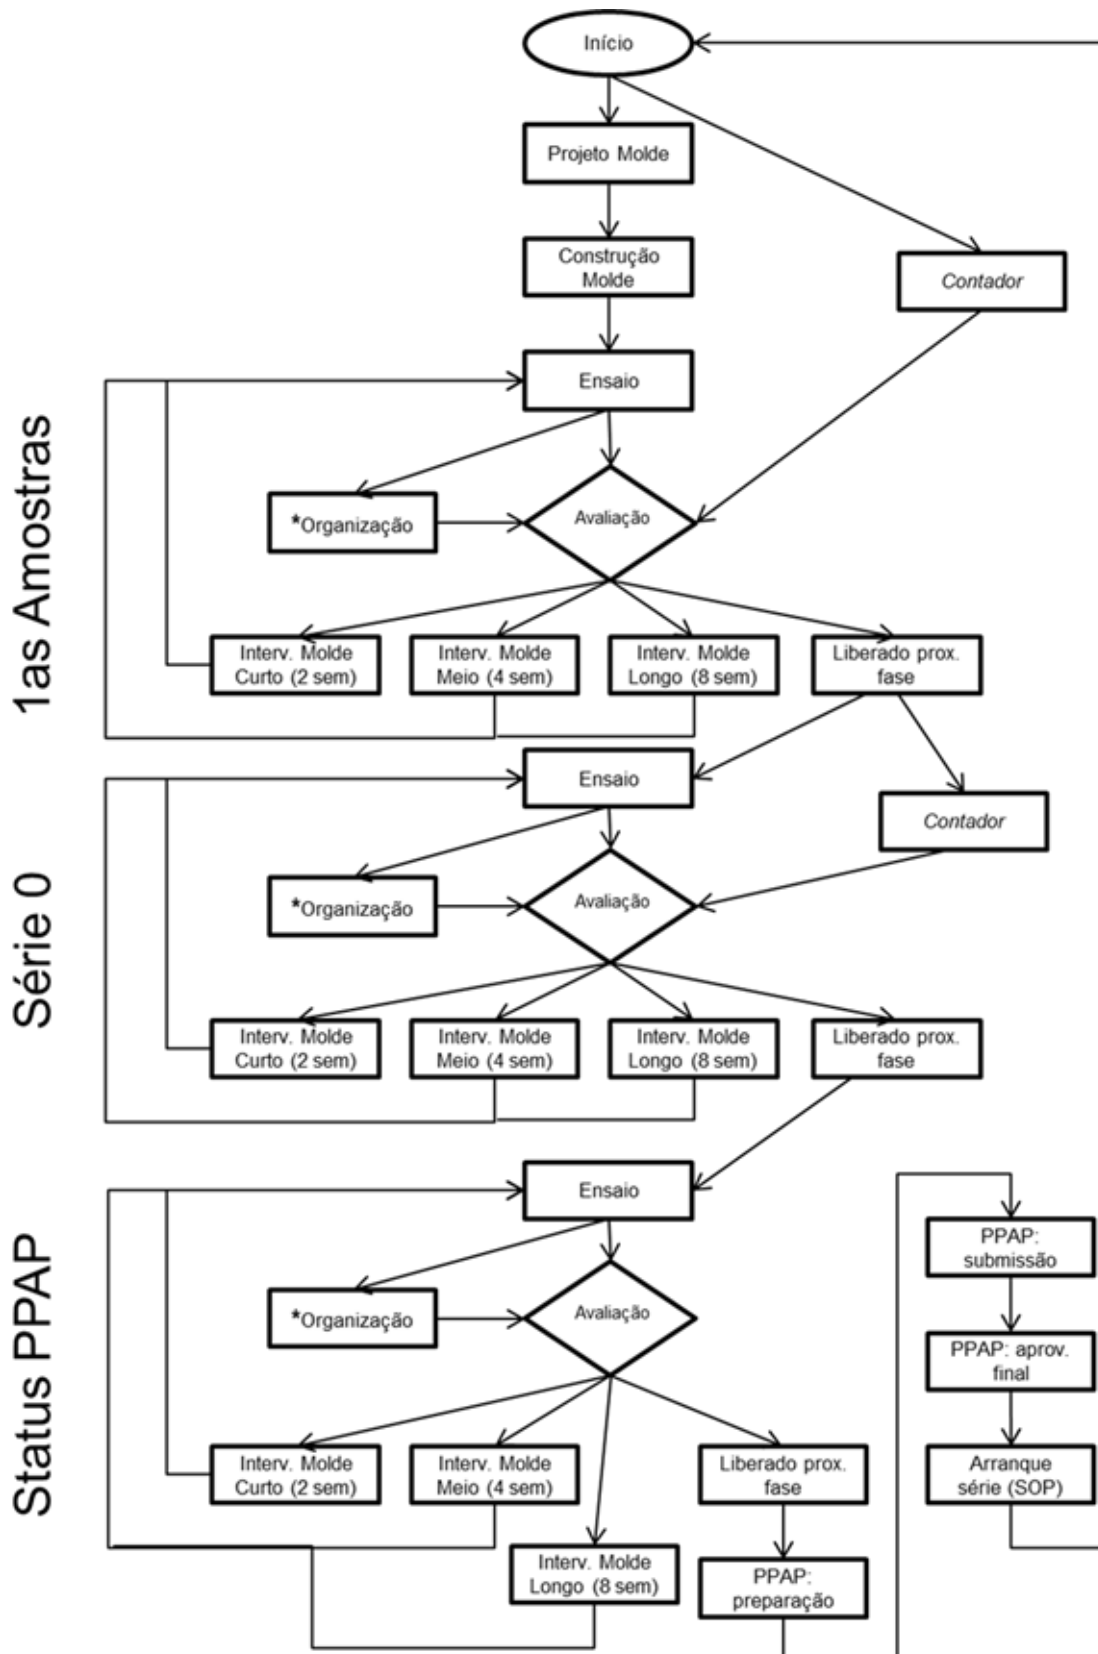 Início
Projeto Molde
Construção
Molde
Contador
1as Amostras
Ensaio
*Organização
Avaliação
Interv. Molde
Curto (2 sem)
Interv. Molde
Meio (4 sem)
Interv. Molde
Longo (8 sem)
Liberado prox.
fase
Série 0
Ensaio
Contador
*Organização
Avaliação
Interv. Molde
Curto (2 sem)
Interv. Molde
Meio (4 sem)
Interv. Molde
Longo (8 sem)
Liberado prox.
fase
Status PPAP
Ensaio
*Organização
Avaliação
Interv. Molde
Curto (2 sem)
Interv. Molde
Meio (4 sem)
Interv. Molde
Longo (8 sem)
Liberado prox.
fase
PPAP:
preparação
PPAP:
submissão
PPAP: aprov.
final
Arranque
série (SOP)